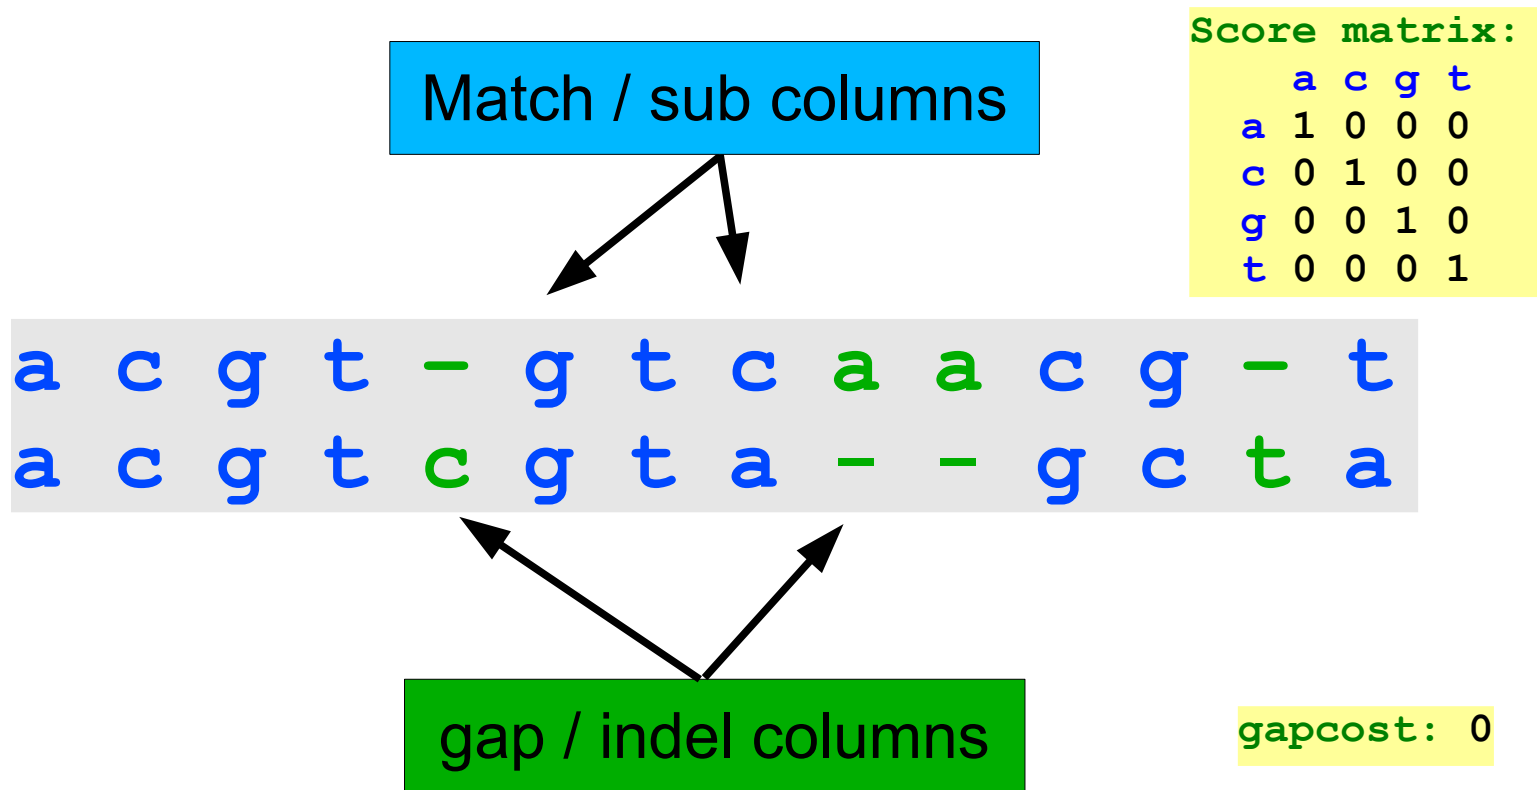 Score matrix:
a c g t
a 1 0 0 0
c 0 1 0 0
g 0 0 1 0
t 0 0 0 1
Match / sub columns
a c g t - g t c a a c g - t
a c g t c g t a - - g c t a
gap / indel columns
gapcost: 0